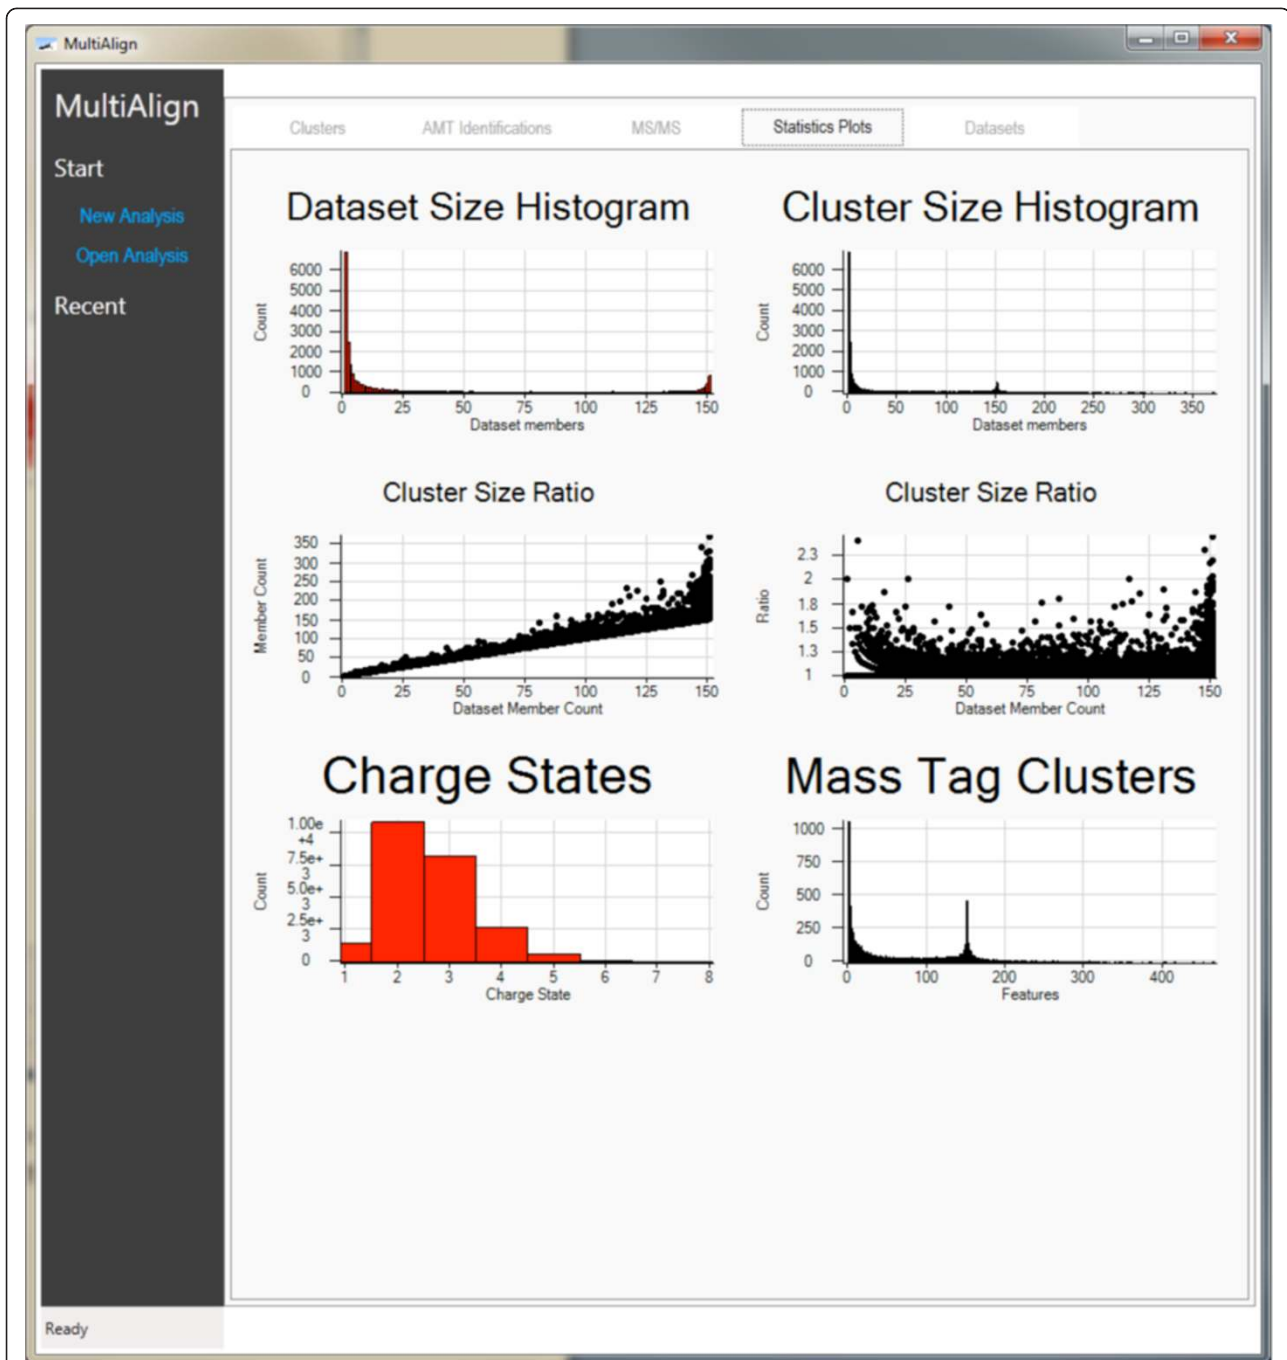 MultiAlign
MultiAlign
Start
New Analysis
Open Analysis
Recent
Clusters AMT Identifications MS/MS Statistics Plots Datasets
Dataset Size Histogram
Count
6000
5000
4000
3000
2000
1000
0
0 25 50 75 100 125 150
Dataset members
Cluster Size Histogram
Count
6000
5000
4000
3000
2000
1000
0
0 50 100 150 200 250 300 350
Dataset members
Cluster Size Ratio
Member Count
350
300
250
200
150
100
50
0
0 25 50 75 100 125 150
Dataset Member Count
Cluster Size Ratio
Ratio
2.3
2
1.8
1.5
1.3
1
0 25 50 75 100 125 150
Dataset Member Count
Charge States
Count
1.00e
+4
7.5e+
3
5.0e+
3
2.5e+
3
0
1 2 3 4 5 6 7 8
Charge State
Mass Tag Clusters
Count
1000
750
500
250
0
0 100 200 300 400
Features
Ready